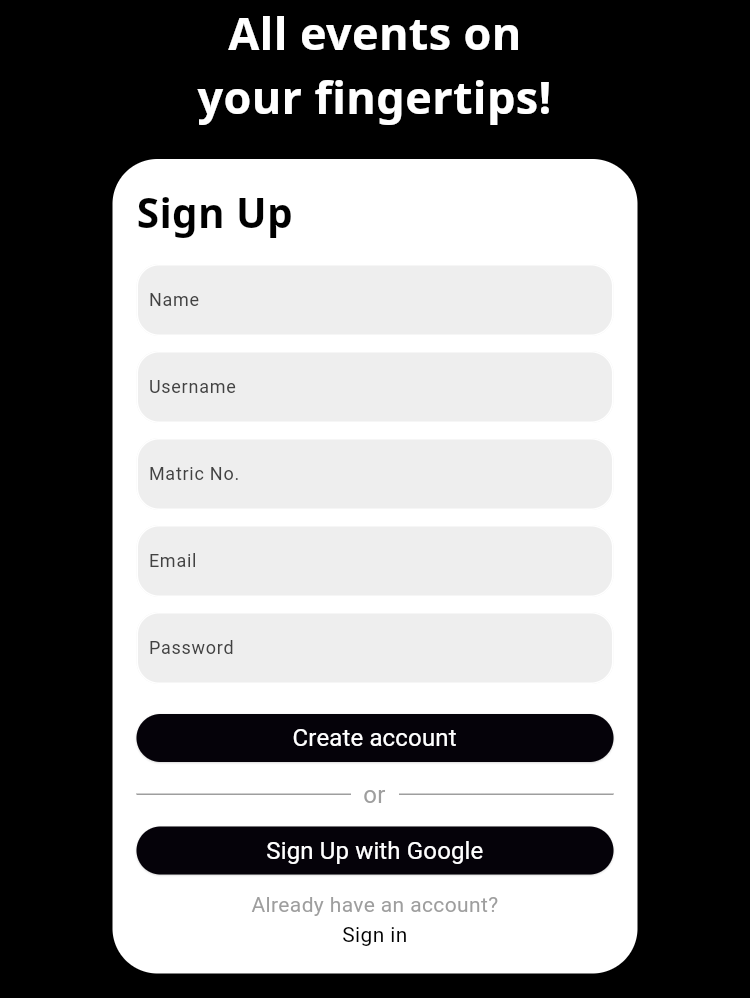 All events on
your fingertips!
Sign Up
Name
Username
Matric No.
Email
Password
Create account
or
Sign Up with Google
Already have an account?
Sign in